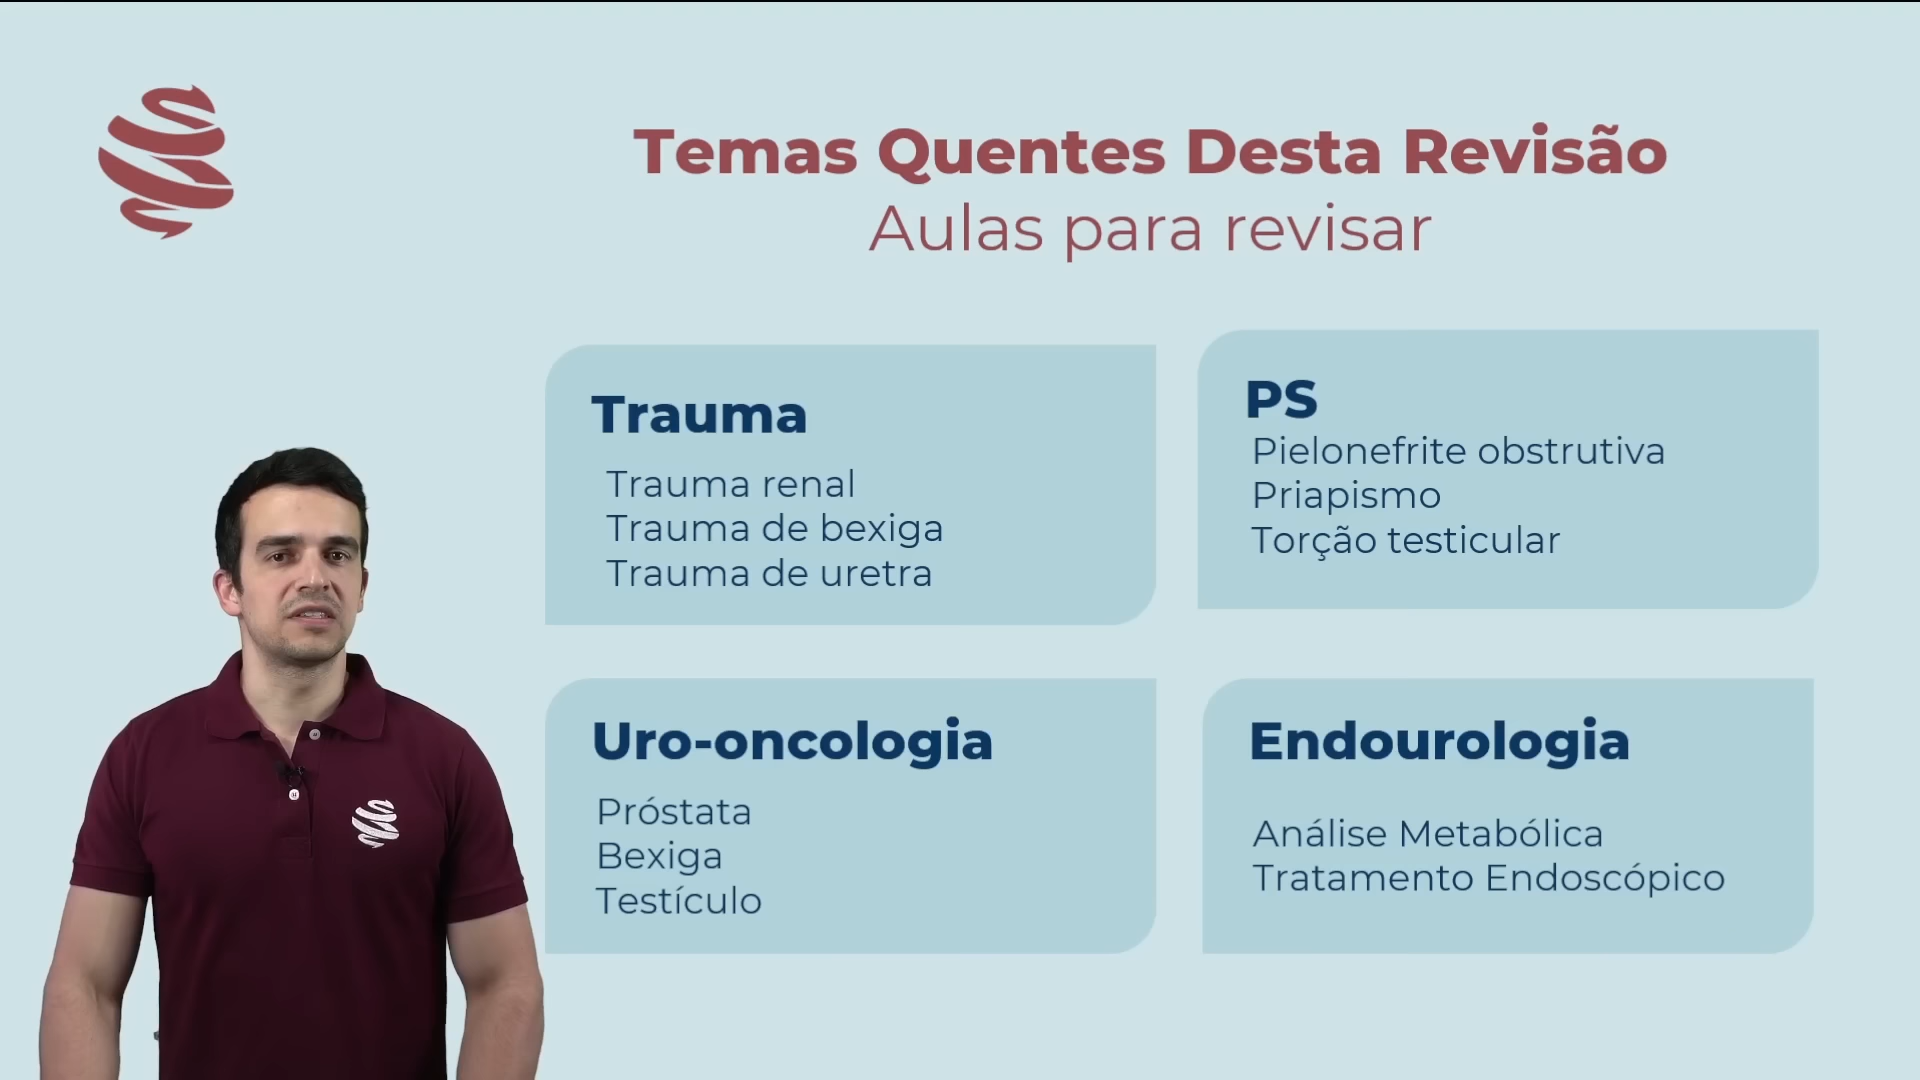 Temas Quentes Desta Revisão
Aulas para revisar
Trauma
Trauma renal
Trauma de bexiga
Trauma de uretra
PS
Pielonefrite obstrutiva
Priapismo
Torção testicular
Uro-oncologia
Próstata
Bexiga
Testículo
Endourologia
Análise Metabólica
Tratamento Endoscópico